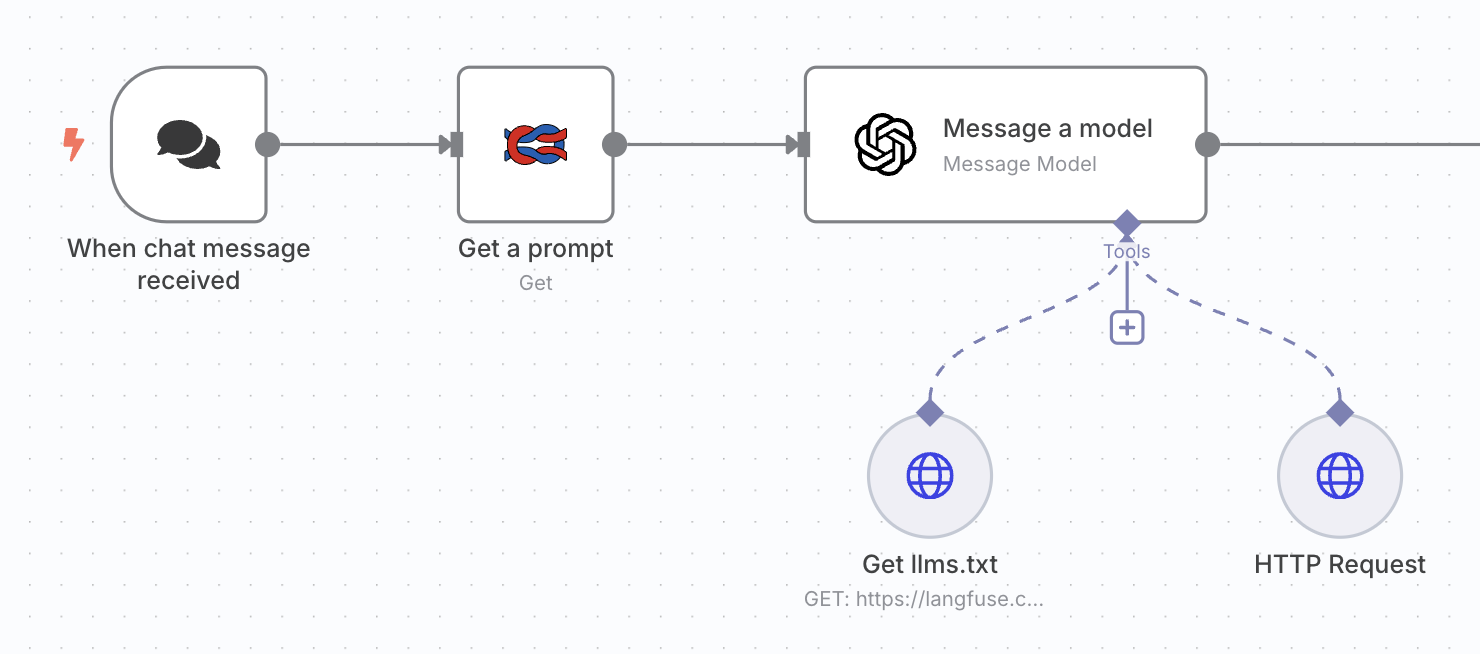 When chat message
received
Get a prompt
Get
Message a model
Message Model
Tools
Get llms.txt
GET: https://langfuse.c...
HTTP Request